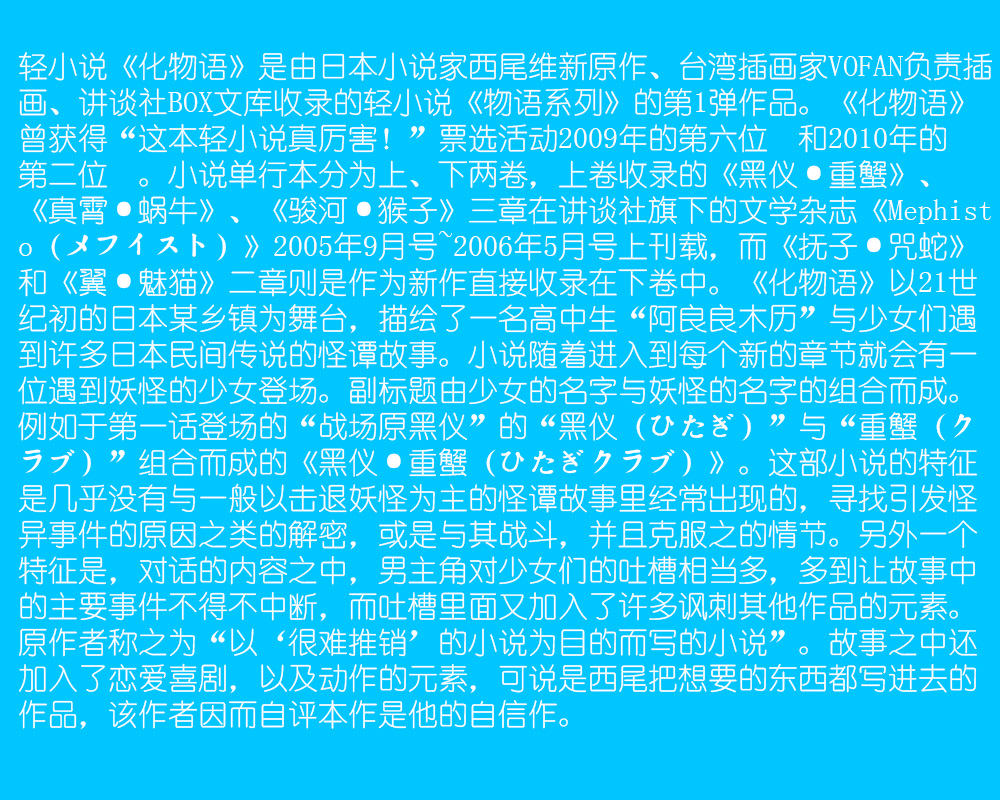 轻小说《化物语》是由日本小说家西尾维新原作、台湾插画家VOFAN负责插
画、讲谈社BOX文库收录的轻小说《物语系列》的第1弹作品。《化物语》
曾获得“这本轻小说真厉害!”票选活动2009年的第六位　和2010年的
第二位　。小说单行本分为上、下两卷，上卷收录的《黑仪•重蟹》、
《真霄•蜗牛》、《骏河•猴子》三章在讲谈社旗下的文学杂志《Mephist
o（メフィスト）》2005年9月号~2006年5月号上刊载，而《抚子•咒蛇》
和《翼•魅猫》二章则是作为新作直接收录在下卷中。《化物语》以21世
纪初的日本某乡镇为舞台，描绘了一名高中生“阿良良木历”与少女们遇
到许多日本民间传说的怪谭故事。小说随着进入到每个新的章节就会有一
位遇到妖怪的少女登场。副标题由少女的名字与妖怪的名字的组合而成。
例如于第一话登场的“战场原黑仪”的“黑仪（ひたぎ）”与“重蟹（ク
ラブ）”组合而成的《黑仪•重蟹（ひたぎクラブ）》。这部小说的特征
是几乎没有与一般以击退妖怪为主的怪谭故事里经常出现的，寻找引发怪
异事件的原因之类的解密，或是与其战斗，并且克服之的情节。另外一个
特征是，对话的内容之中，男主角对少女们的吐槽相当多，多到让故事中
的主要事件不得不中断，而吐槽里面又加入了许多讽刺其他作品的元素。
原作者称之为“以‘很难推销’的小说为目的而写的小说”。故事之中还
加入了恋爱喜剧，以及动作的元素，可说是西尾把想要的东西都写进去的
作品，该作者因而自评本作是他的自信作。